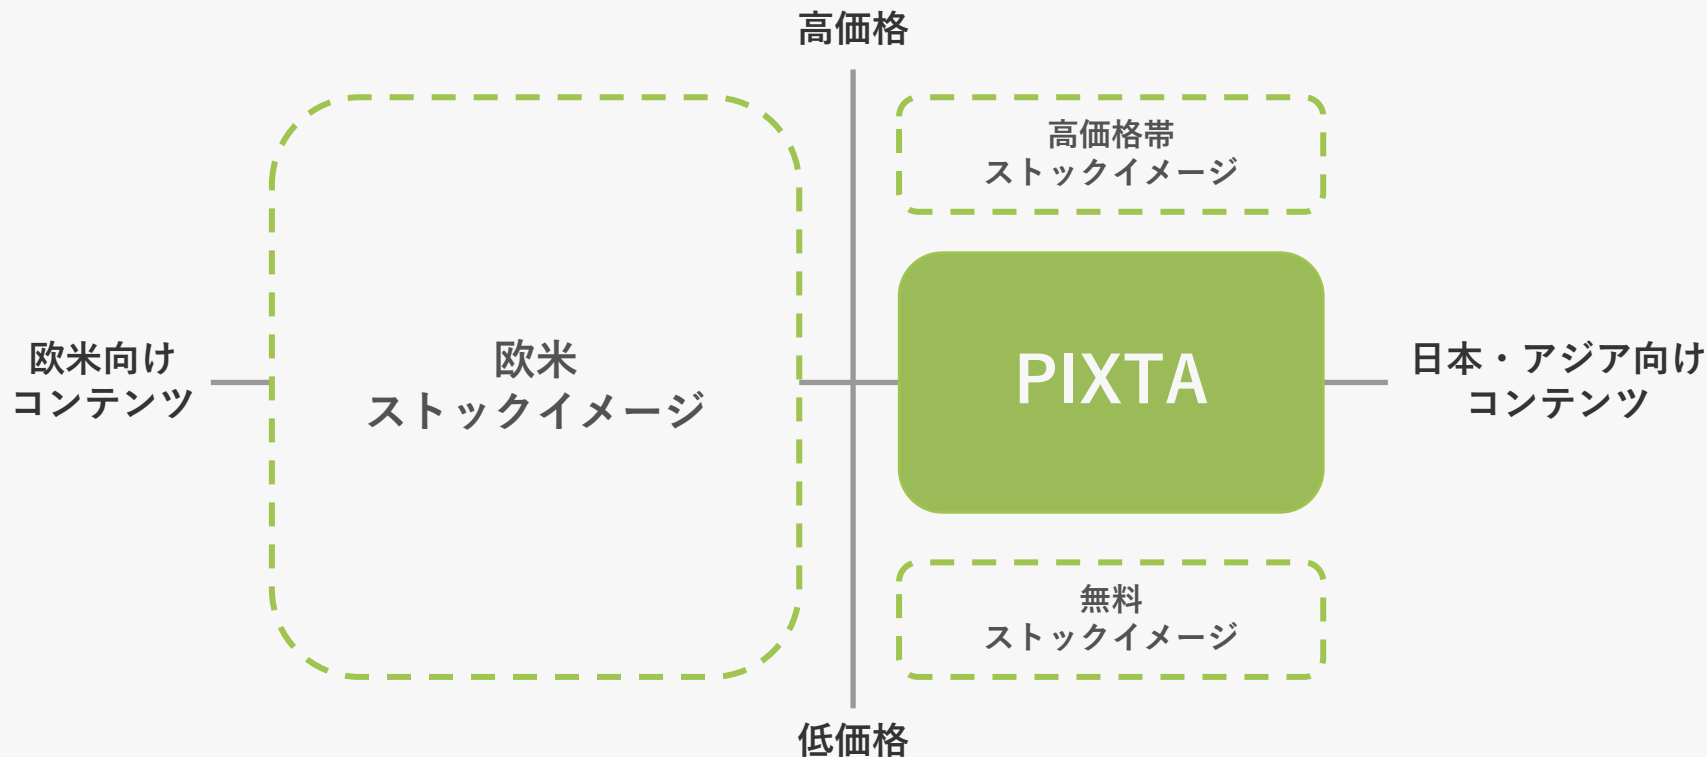 高価格
高価格帯
ストックイメージ
欧米向け
コンテンツ
欧米
ストックイメージ
PIXTA
日本・アジア向け
コンテンツ
無料
ストックイメージ
低価格